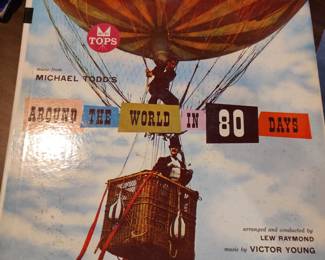 TOPS
music from
MICHAEL TODD'S
AROUND THE WORLD IN 80 DAYS
arranged and conducted by
LEW RAYMOND
music by VICTOR YOUNG